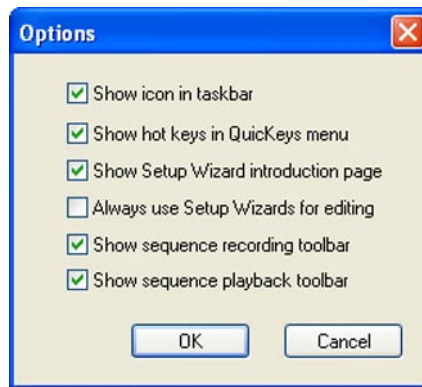 Options
Show icon in taskbar
Show hot keys in QuicKeys menu
Show Setup Wizard introduction page
Always use Setup Wizards for editing
Show sequence recording toolbar
Show sequence playback toolbar
OK Cancel